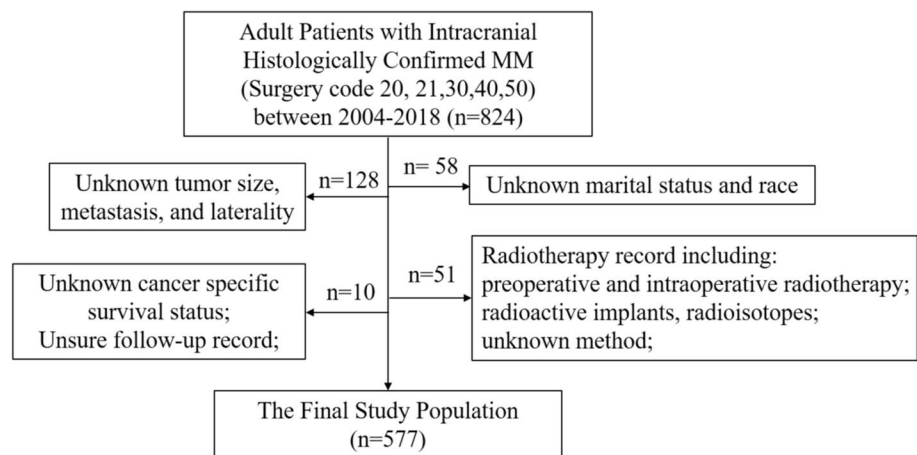 Adult Patients with Intracranial
Histologically Confirmed MM
(Surgery code 20, 21,30,40,50)
between 2004-2018 (n=824)
n=128
n= 58
Unknown tumor size,
metastasis, and laterality
Unknown marital status and race
n=10
n=51
Unknown cancer specific
survival status;
Unsure follow-up record;
Radiotherapy record including:
preoperative and intraoperative radiotherapy;
radioactive implants, radioisotopes;
unknown method;
The Final Study Population
(n=577)